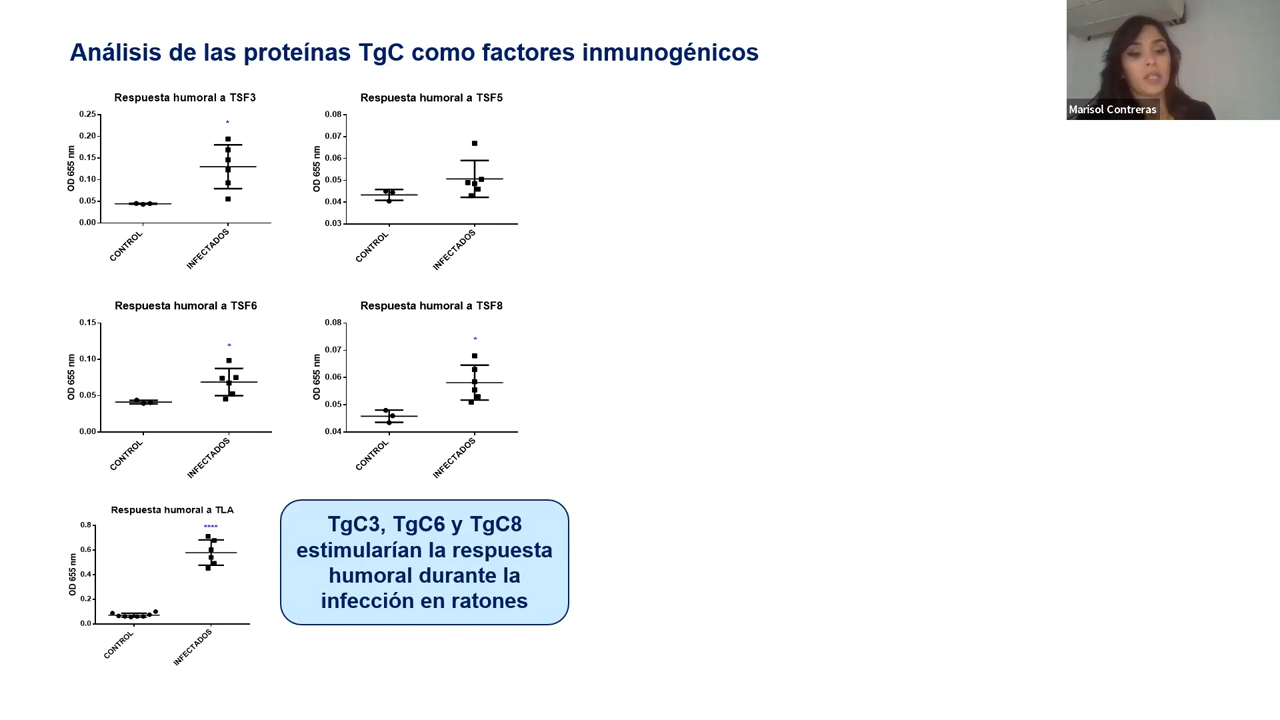 Análisis de las proteínas TgC como factores inmunogénicos
Marisol Contreras
Respuesta humoral a TSF3
OD 655 nm
0.25
0.20
0.15
0.10
0.05
0.00
*
CONTROL
INFECTADOS
Respuesta humoral a TSF5
OD 655 nm
0.08
0.07
0.06
0.05
0.04
0.03
CONTROL
INFECTADOS
Respuesta humoral a TSF6
OD 655 nm
0.15
0.10
0.05
0.00
*
CONTROL
INFECTADOS
Respuesta humoral a TSF8
OD 655 nm
0.08
0.07
0.06
0.05
0.04
*
CONTROL
INFECTADOS
Respuesta humoral a TLA
OD 655 nm
0.8
0.6
0.4
0.2
0.0
****
CONTROL
INFECTADOS
TgC3, TgC6 y TgC8
estimularían la respuesta
humoral durante la
infección en ratones